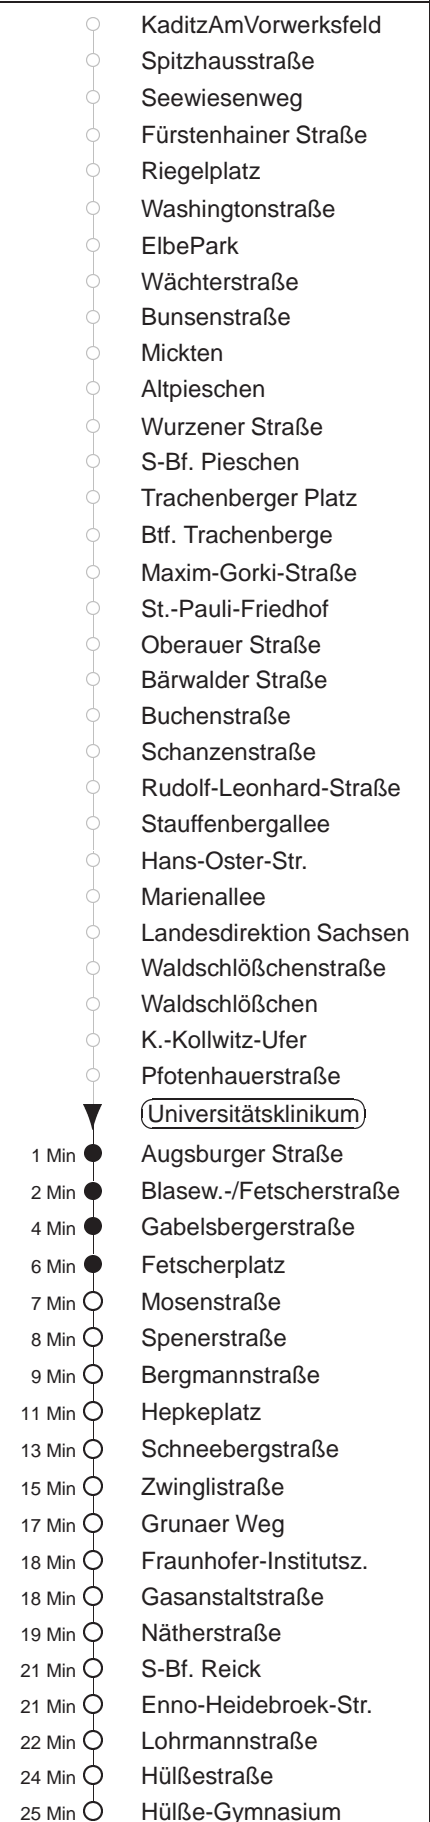 KaditzAmVorwerksfeld
Spitzhausstraße
Seewiesenweg
Fürstenhainer Straße
Riegelplatz
Washingtonstraße
ElbePark
Wächterstraße
Bunsenstraße
Mickten
Altpieschen
Wurzener Straße
S-Bf. Pieschen
Trachenberger Platz
Btf. Trachenberge
Maxim-Gorki-Straße
St.-Pauli-Friedhof
Oberauer Straße
Bärwalder Straße
Buchenstraße
Schanzenstraße
Rudolf-Leonhard-Straße
Stauffenbergallee
Hans-Oster-Str.
Marienallee
Landesdirektion Sachsen
Waldschlößchenstraße
Waldschlößchen
K.-Kollwitz-Ufer
Pfotenhauerstraße
Universitätsklinikum
1 Min Augsburger Straße
2 Min Blasew.-/Fetscherstraße
4 Min Gabelsbergerstraße
6 Min Fetscherplatz
7 Min Mosenstraße
8 Min Spenerstraße
9 Min Bergmannstraße
11 Min Hepkeplatz
13 Min Schneebergstraße
15 Min Zwinglistraße
17 Min Grunaer Weg
18 Min Fraunhofer-Institutsz.
18 Min Gasanstaltstraße
19 Min Nätherstraße
21 Min S-Bf. Reick
21 Min Enno-Heidebroek-Str.
22 Min Lohrmannstraße
24 Min Hülßestraße
25 Min Hülße-Gymnasium